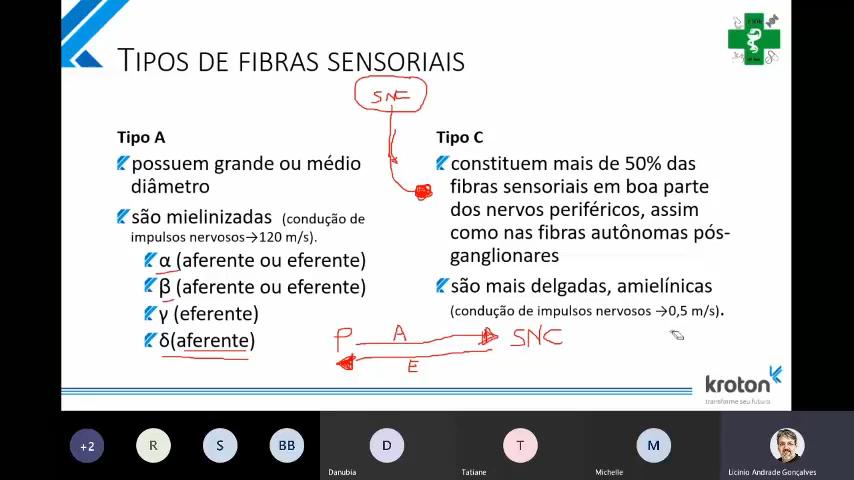 TIPOS DE FIBRAS SENSORIAIS
SNC
Tipo A
possuem grande ou médio
diâmetro
são mielinizadas (condução de
impulsos nervosos→120 m/s).
α (aferente ou eferente)
β (aferente ou eferente)
γ (eferente)
δ(aferente)
Tipo C
constituem mais de 50% das
fibras sensoriais em boa parte
dos nervos periféricos, assim
como nas fibras autônomas pós-
ganglionares
são mais delgadas, amielínicas
(condução de impulsos nervosos →0,5 m/s).
P A SNC
E
kroton
transforme seu futuro
+2 R S BB D T M
Danubia Tatiane Michelle Licinio Andrade Gonçalves